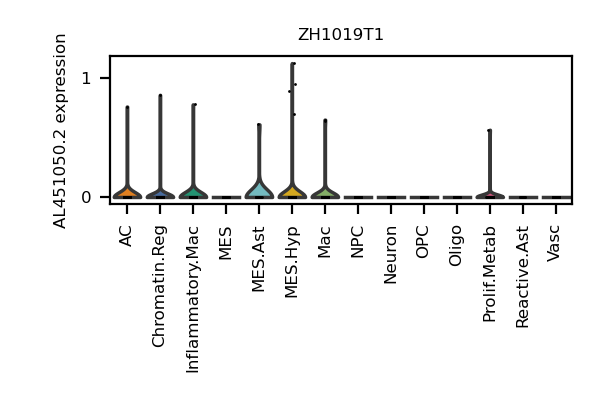 ZH1019T1
AL451050.2 expression
1
0
AC
Chromatin.Reg
Inflammatory.Mac
MES
MES.Ast
MES.Hyp
Mac
NPC
Neuron
OPC
Oligo
Prolif.Metab
Reactive.Ast
Vasc